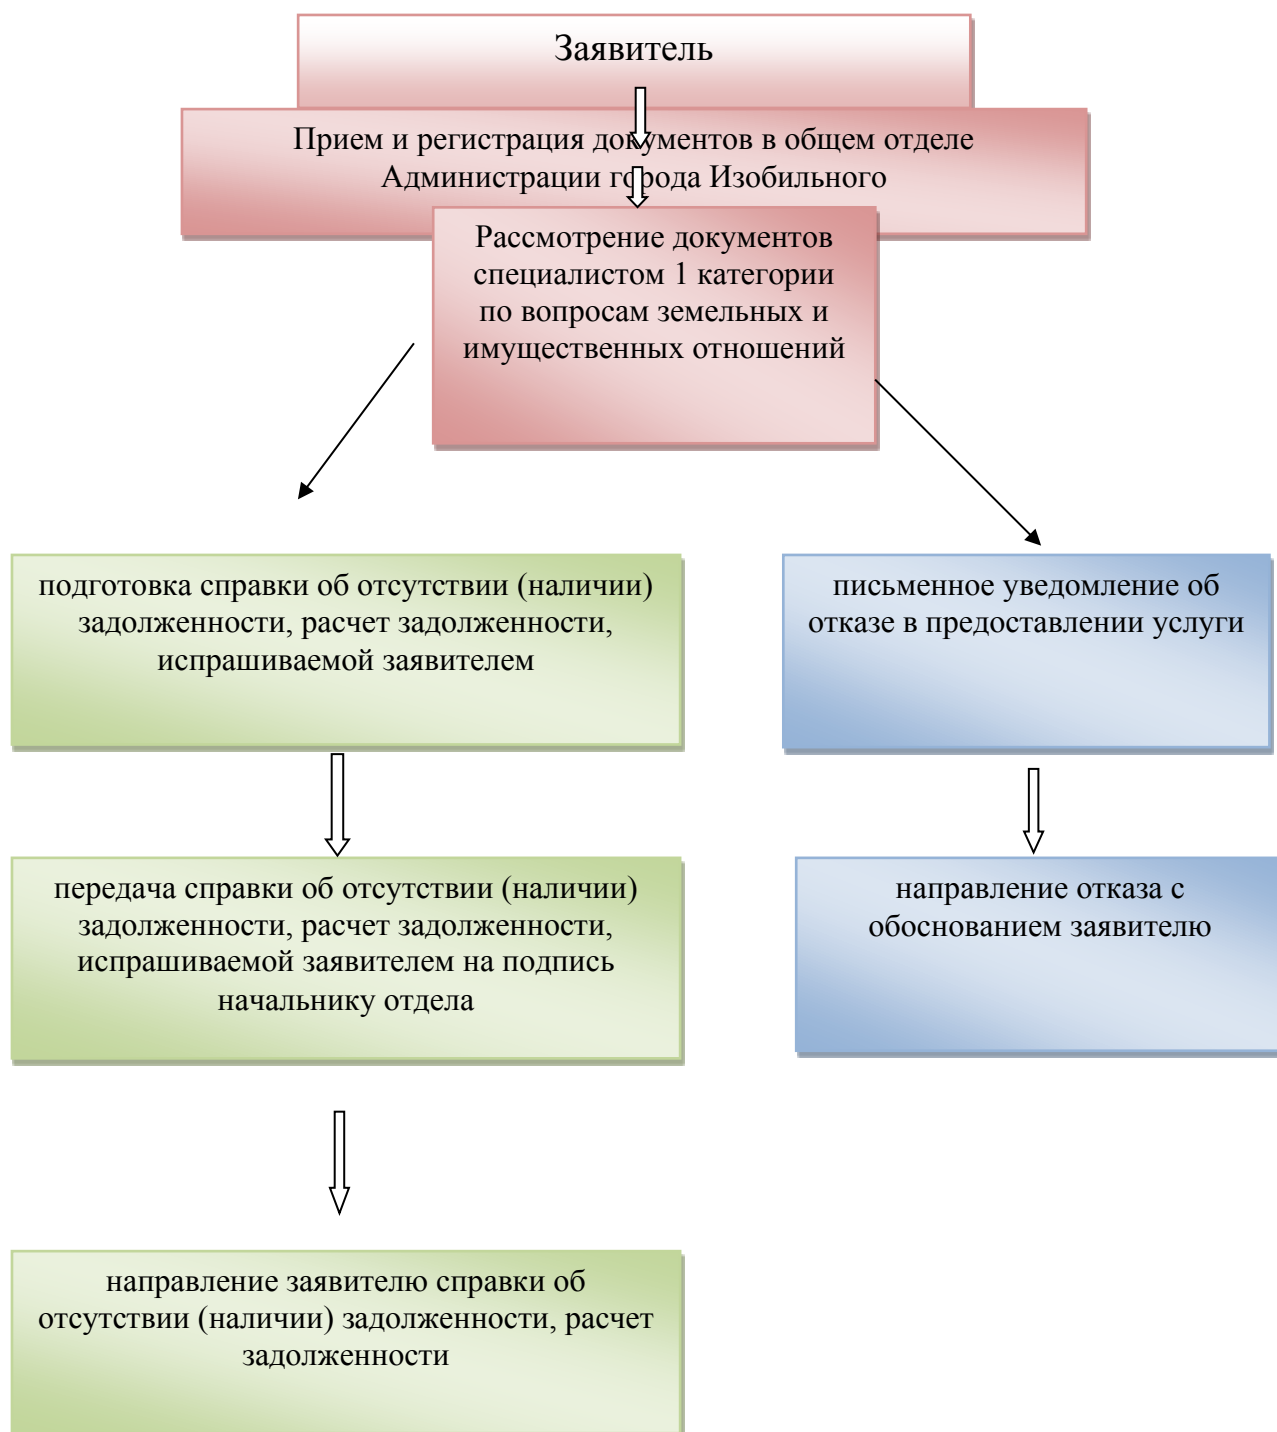 Заявитель
Прием и регистрация документов в общем отделе
Администрации города Изобильного
Рассмотрение документов
специалистом 1 категории
по вопросам земельных и
имущественных отношений
подготовка справки об отсутствии (наличии)
задолженности, расчет задолженности,
испрашиваемой заявителем
письменное уведомление об
отказе в предоставлении услуги
передача справки об отсутствии (наличии)
задолженности, расчет задолженности,
испрашиваемой заявителем на подпись
начальнику отдела
направление отказа с
обоснованием заявителю
направление заявителю справки об
отсутствии (наличии) задолженности, расчет
задолженности